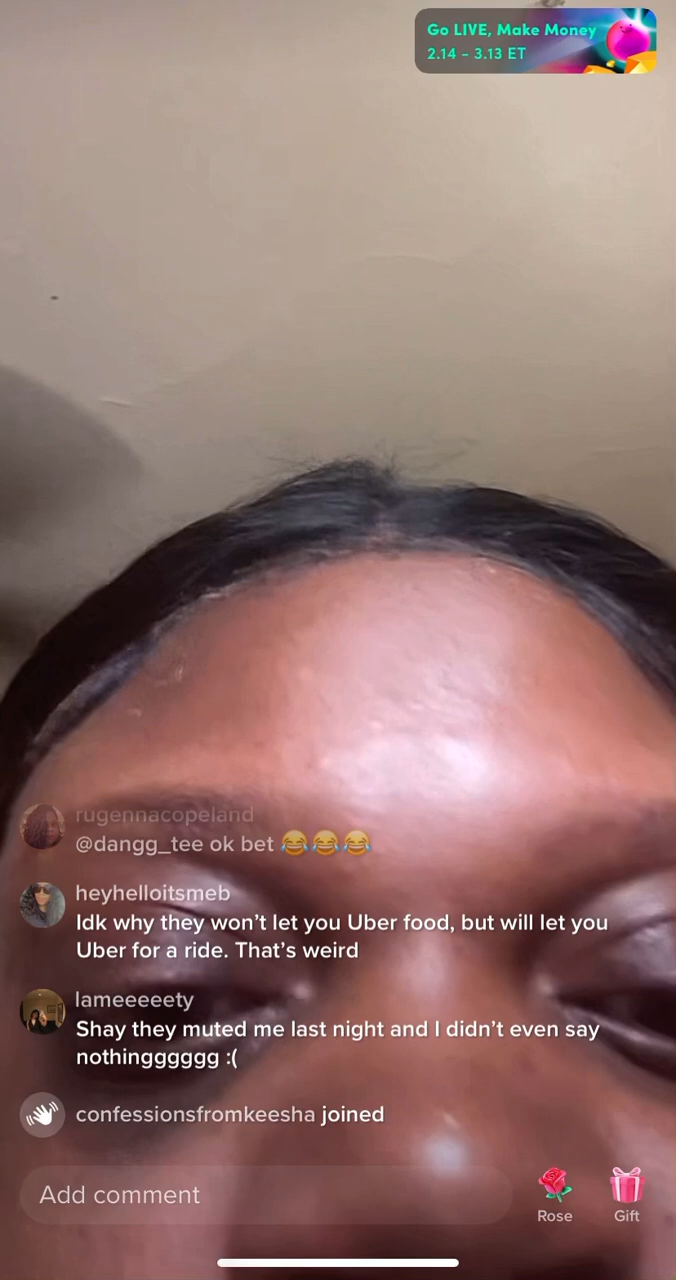 Go LIVE, Make Money
2.14 - 3.13 ET
rugennacopeland
@dangg_tee ok bet 😂😂😂
heyhelloitsmeb
Idk why they won’t let you Uber food, but will let you
Uber for a ride. That’s weird
lameeeeety
Shay they muted me last night and I didn’t even say
nothingggggg :(
confessionsfromkeesha joined
Add comment
Rose
Gift